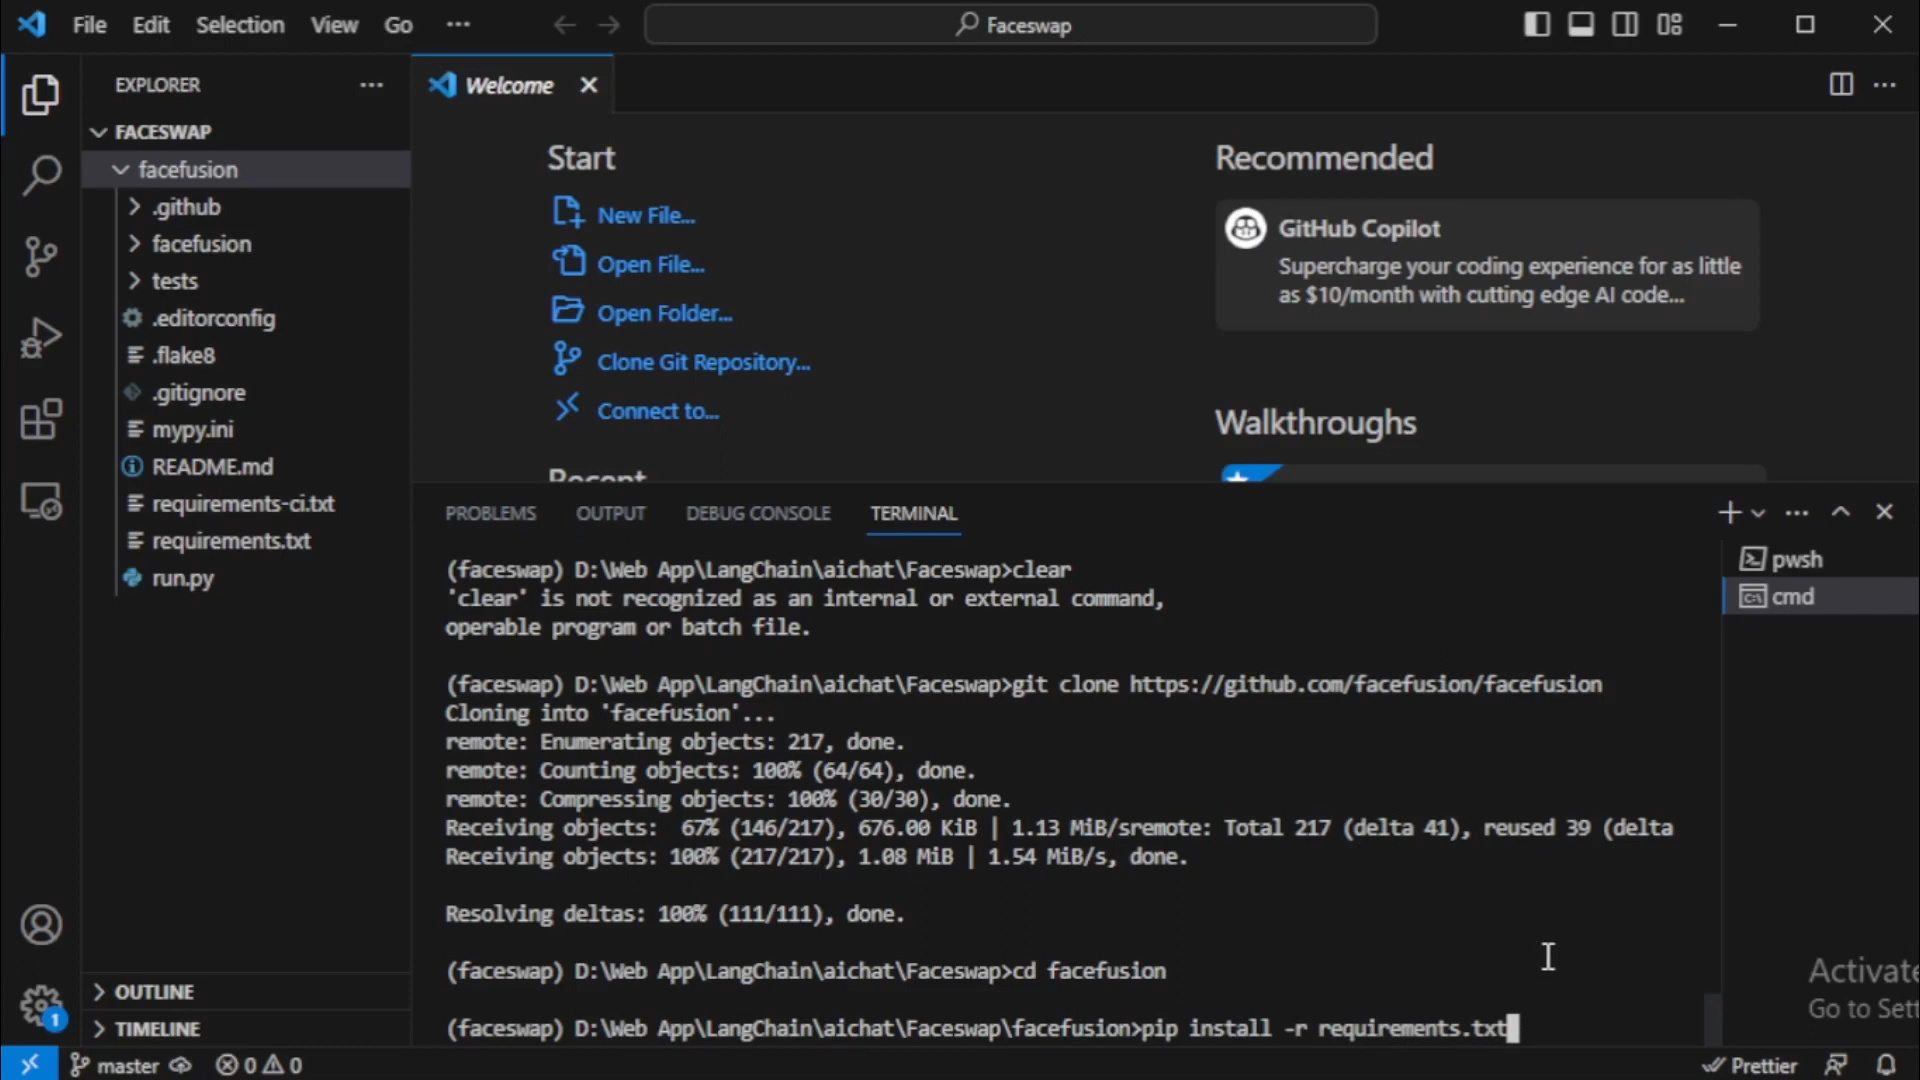 File Edit Selection View Go ···
Faceswap
EXPLORER
FACESWAP
facefusion
.github
facefusion
tests
.editorconfig
.flake8
.gitignore
mypy.ini
README.md
requirements-ci.txt
requirements.txt
run.py
OUTLINE
TIMELINE
Welcome
Start
New File...
Open File...
Open Folder...
Clone Git Repository...
Connect to...
Recent
Recommended
GitHub Copilot
Supercharge your coding experience for as little
as $10/month with cutting edge AI code...
Walkthroughs
PROBLEMS OUTPUT DEBUG CONSOLE TERMINAL
(faceswap) D:\Web App\LangChain\aichat\Faceswap>clear
'clear' is not recognized as an internal or external command,
operable program or batch file.
(faceswap) D:\Web App\LangChain\aichat\Faceswap>git clone https://github.com/facefusion/facefusion
Cloning into 'facefusion'...
remote: Enumerating objects: 217, done.
remote: Counting objects: 100% (64/64), done.
remote: Compressing objects: 100% (30/30), done.
Receiving objects:  67% (146/217), 676.00 KiB | 1.13 MiB/sremote: Total 217 (delta 41), reused 39 (delta
Receiving objects: 100% (217/217), 1.08 MiB | 1.54 MiB/s, done.
Resolving deltas: 100% (111/111), done.
(faceswap) D:\Web App\LangChain\aichat\Faceswap>cd facefusion
(faceswap) D:\Web App\LangChain\aichat\Faceswap\facefusion>pip install -r requirements.txt
pwsh
cmd
Activate
Go to Sett
1
master 0 0
Prettier